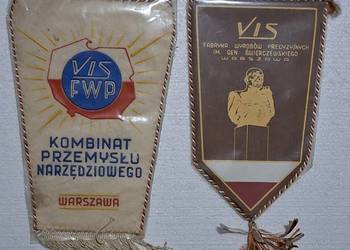 VIS
FWP
KOMBINAT
PRZEMYSŁU
NARZĘDZIOWEGO
WARSZAWA
VIS
FABRYKA WYROBÓW PRECYZYJNYCH
IM. GEN. ŚWIERCZEWSKIEGO
WARSZAWA